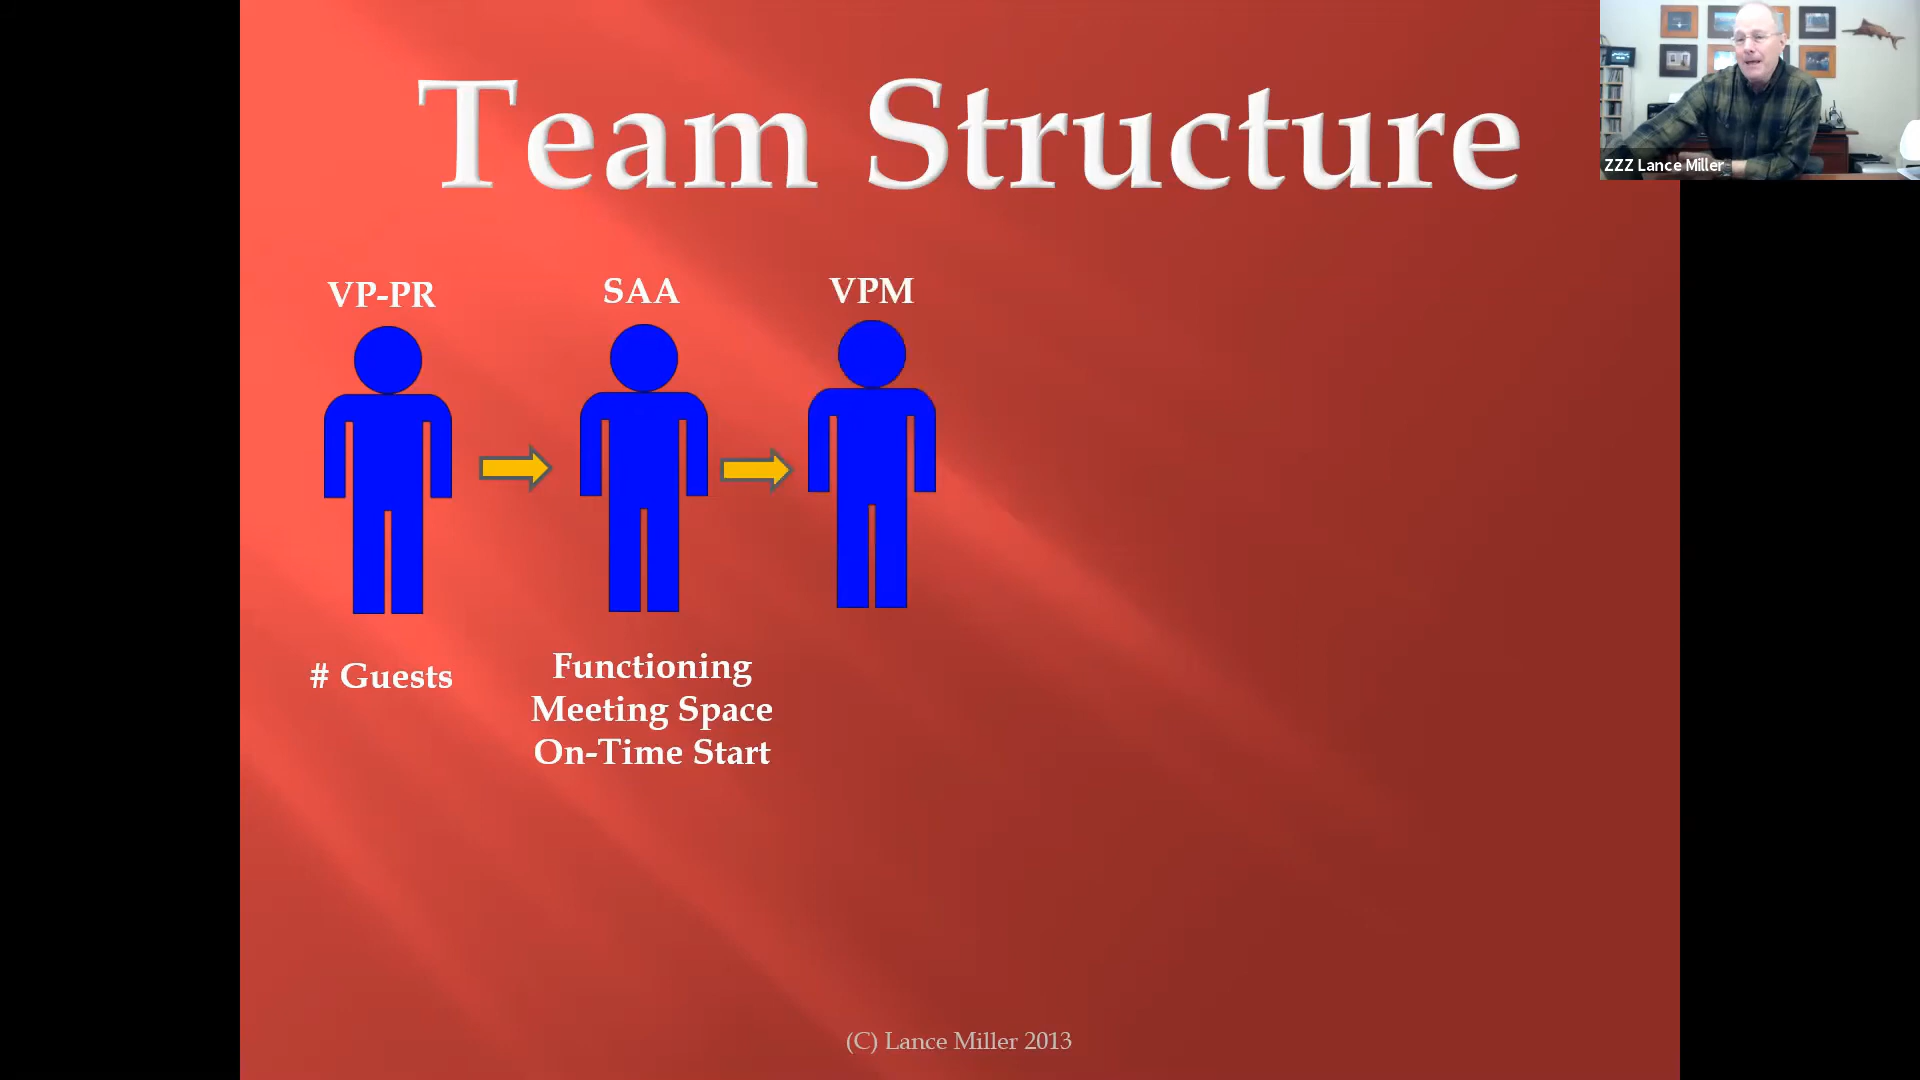 Team Structure
ZZZ Lance Miller
VP-PR
SAA
VPM
# Guests
Functioning
Meeting Space
On-Time Start
(C) Lance Miller 2013